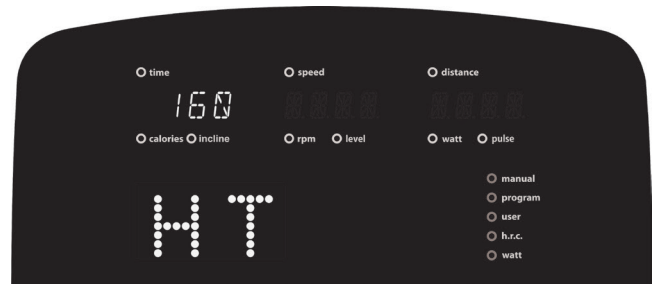 time speed distance
160
calories incline rpm level watt pulse
manual
program
user
h.r.c.
watt
HT